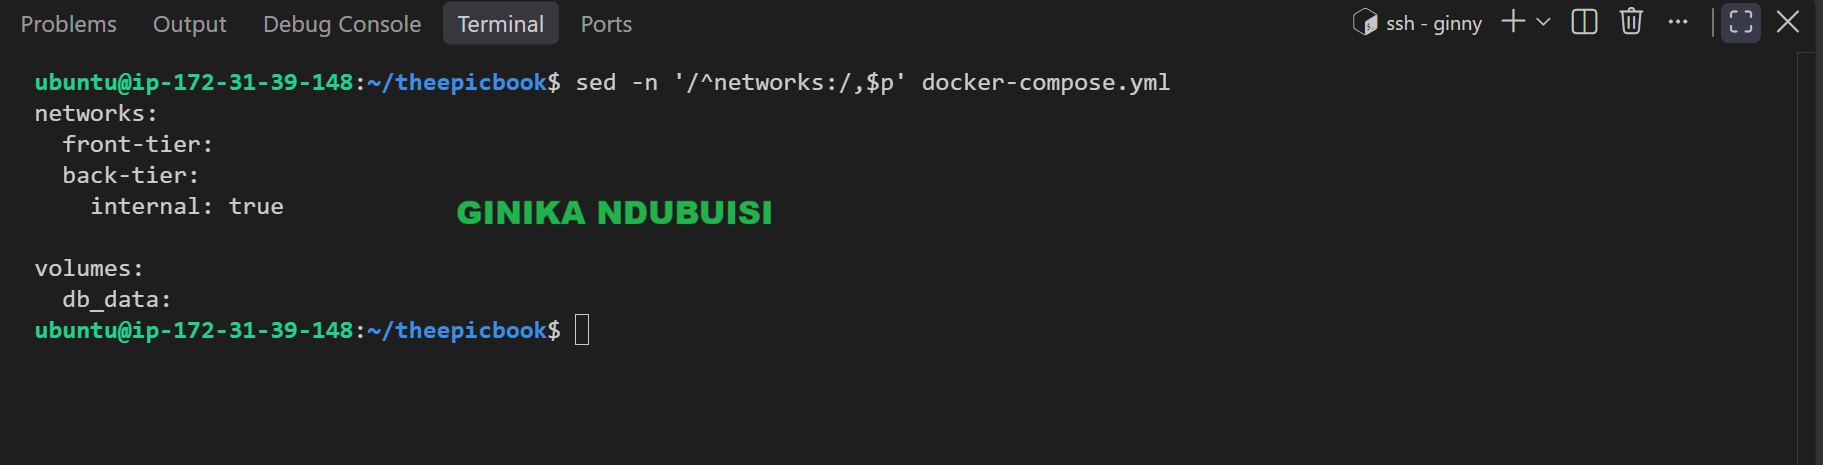 Problems Output Debug Console Terminal Ports ssh - ginny
ubuntu@ip-172-31-39-148:~/theepicbook$ sed -n '/^networks:/,$p' docker-compose.yml
networks:
  front-tier:
  back-tier:
    internal: true
GINIKA NDUBUISI
volumes:
  db_data:
ubuntu@ip-172-31-39-148:~/theepicbook$